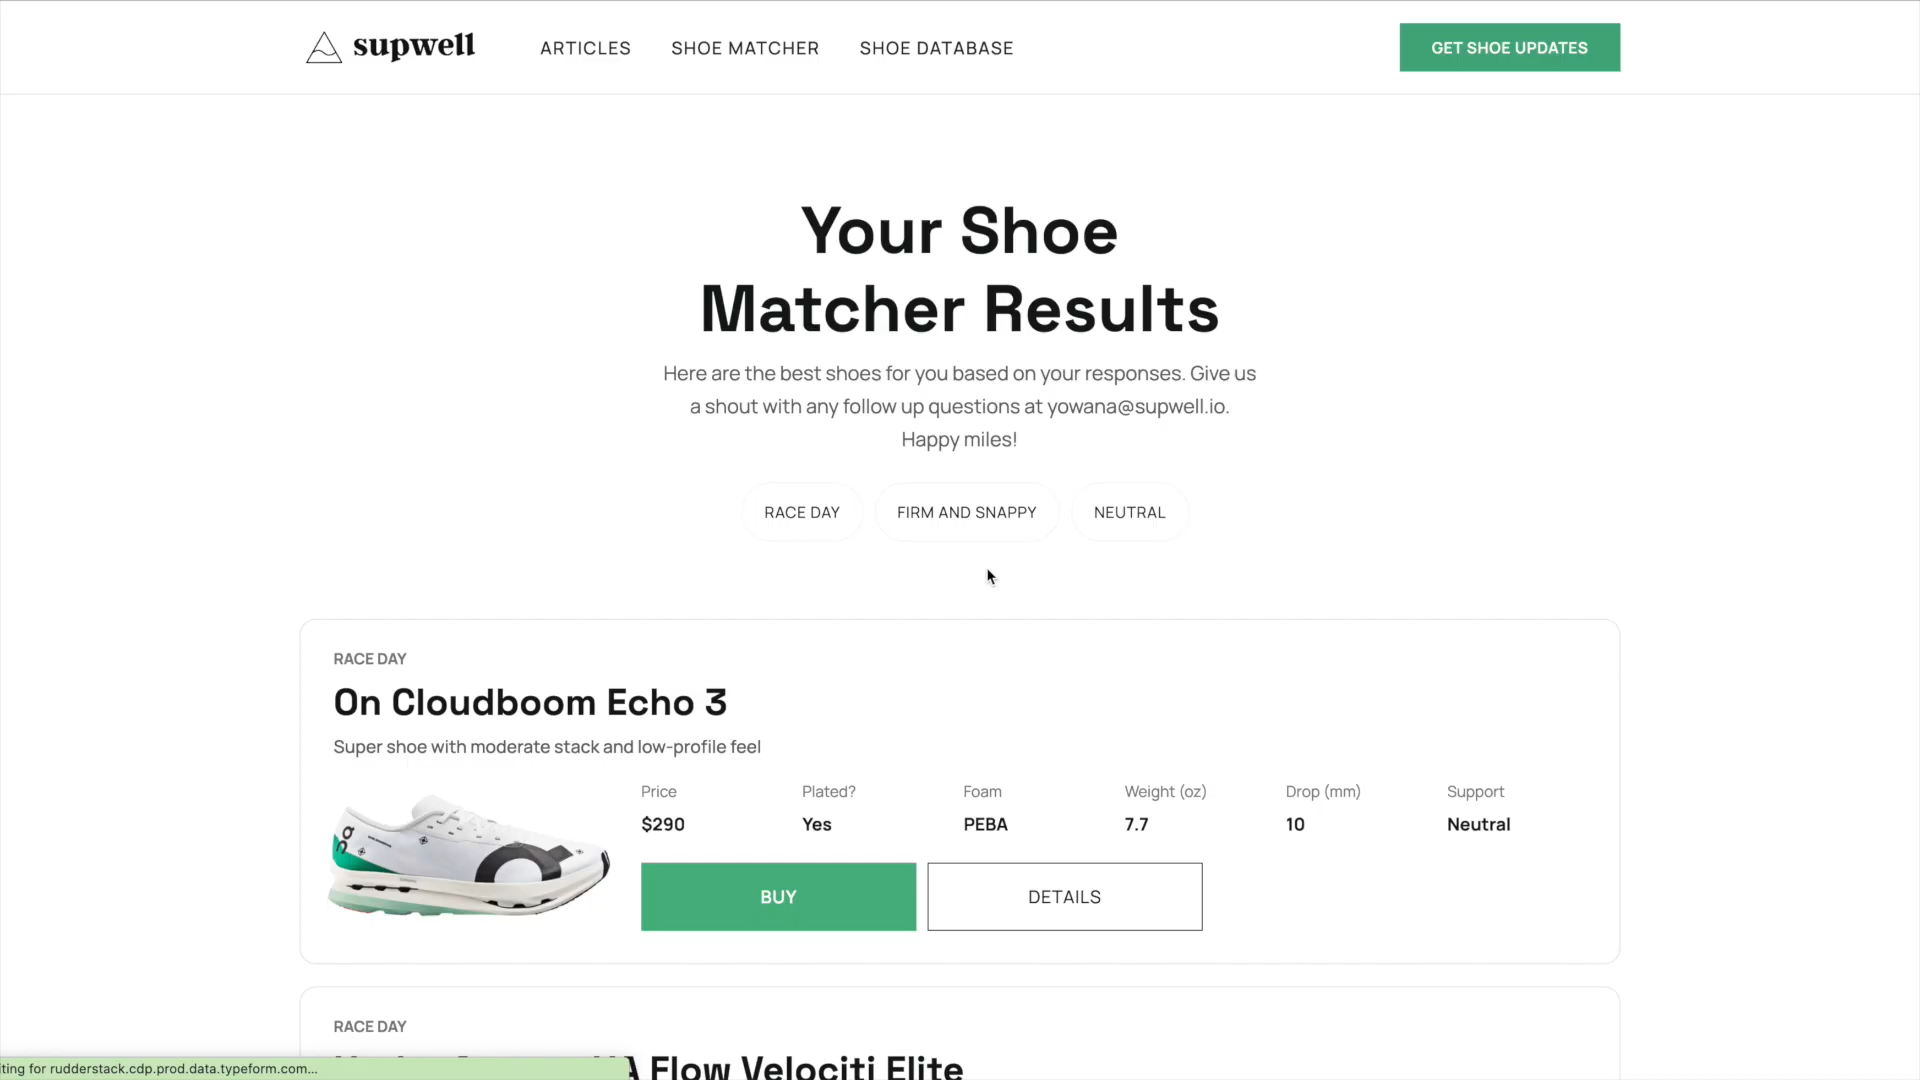 supwell
ARTICLES
SHOE MATCHER
SHOE DATABASE
GET SHOE UPDATES
Your Shoe
Matcher Results
Here are the best shoes for you based on your responses. Give us
a shout with any follow up questions at yowana@supwell.io.
Happy miles!
RACE DAY
FIRM AND SNAPPY
NEUTRAL
RACE DAY
On Cloudboom Echo 3
Super shoe with moderate stack and low-profile feel
Price
Plated?
Foam
Weight (oz)
Drop (mm)
Support
$290
Yes
PEBA
7.7
10
Neutral
BUY
DETAILS
RACE DAY
Flow Velociti Elite
iting for rudderstack.cdp.prod.data.typeform.com...